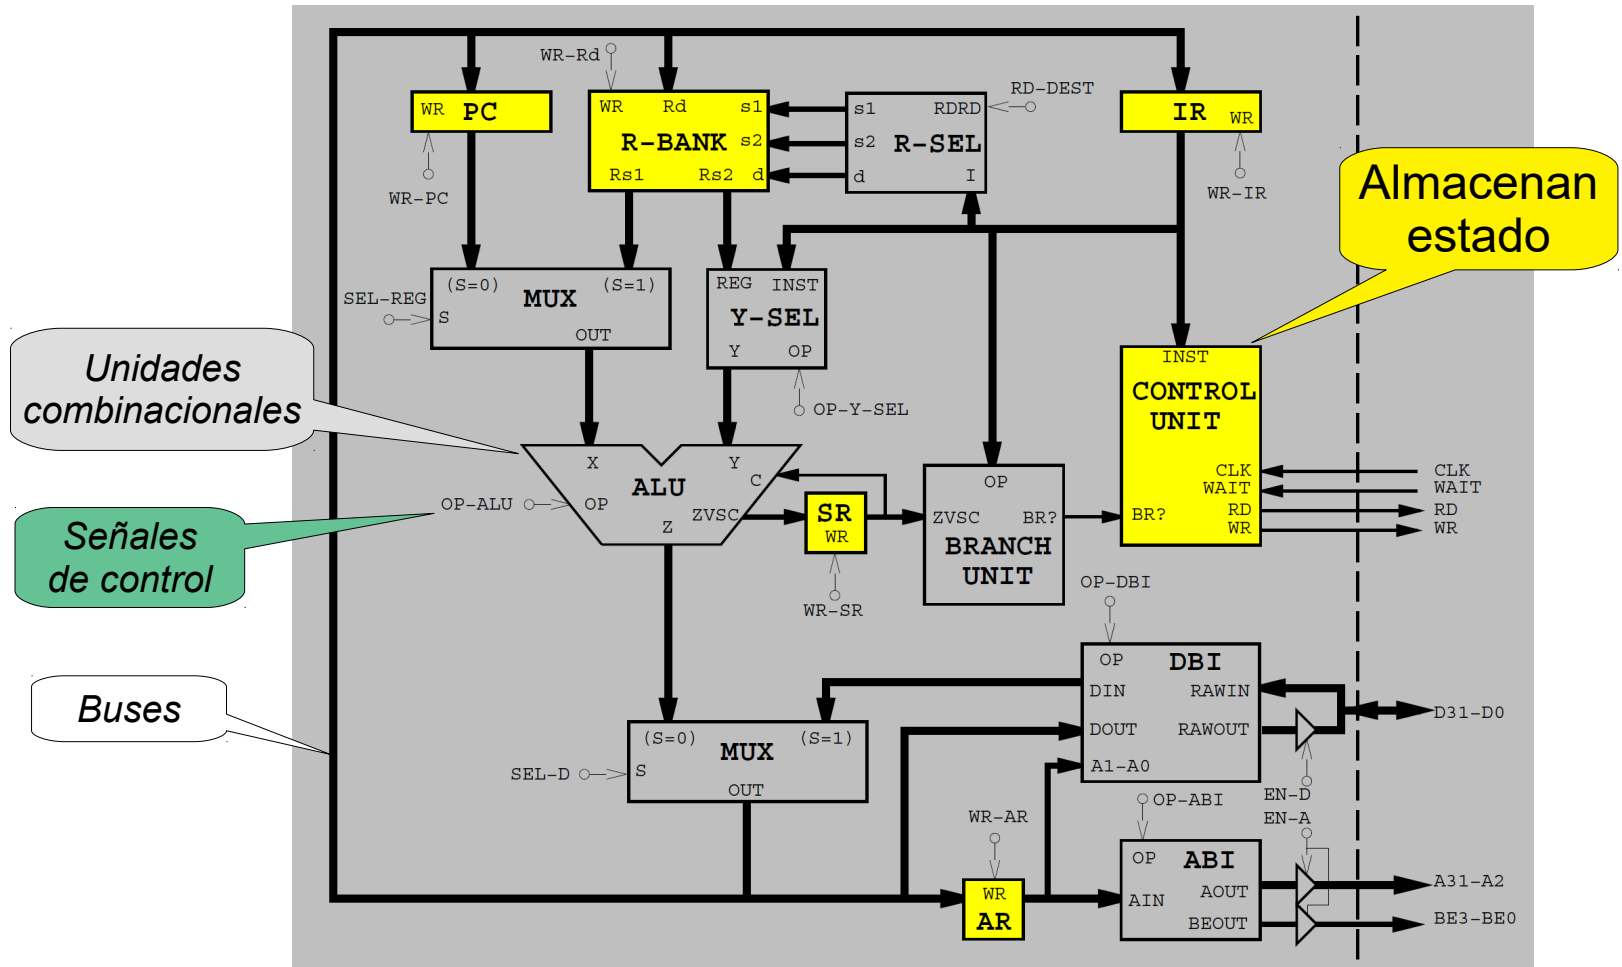 WR-Rd
WR PC
WR-PC
WR Rd s1
R-BANK s2
Rs1 Rs2 d
s1 RDRD
s2 R-SEL
d I
RD-DEST
IR WR
WR-IR
Almacenan
estado
SEL-REG
(S=0) MUX (S=1)
S
OUT
REG INST
Y-SEL
Y OP
OP-Y-SEL
Unidades
combinacionales
INST
CONTROL
UNIT
CLK
WAIT
BR? RD
WR
CLK
WAIT
RD
WR
X Y
ALU C
OP-ALU OP
ZVSC
Z
SR
WR
WR-SR
OP
ZVSC BR?
BRANCH
UNIT
Señales
de control
OP-DBI
OP DBI
DIN RAWIN
DOUT RAWOUT
A1-A0
D31-D0
EN-D
EN-A
Buses
(S=0) MUX (S=1)
SEL-D S
OUT
WR-AR
WR
AR
OP-ABI
OP ABI
AOUT
AIN
BEOUT
A31-A2
BE3-BE0